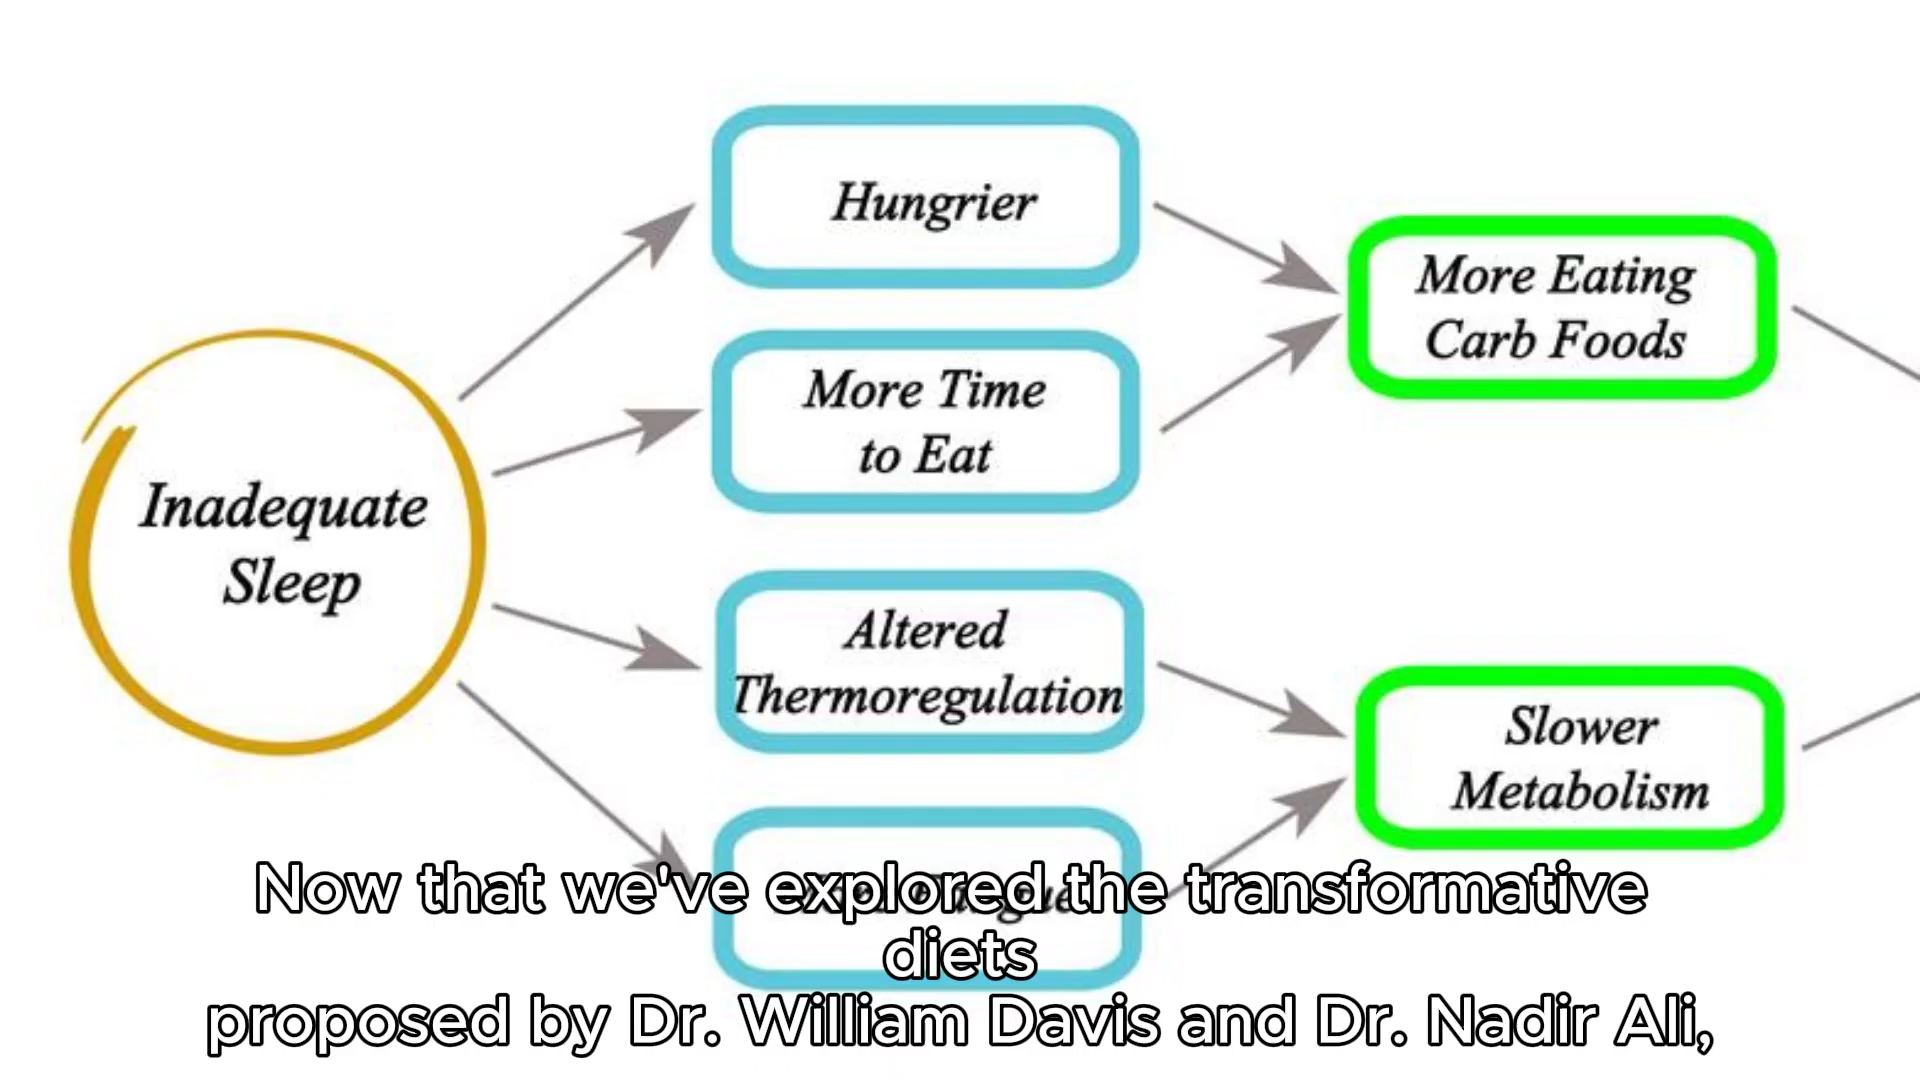 Hungrier
More Eating
Carb Foods
More Time
to Eat
Inadequate
Sleep
Altered
Thermoregulation
Slower
Metabolism
Now that we've explored the transformative
diets
proposed by Dr. William Davis and Dr. Nadir Ali,